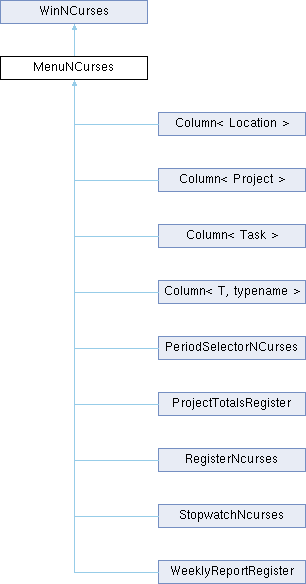 WinNCurses
MenuNCurses
Column< Location >
Column< Project >
Column< Task >
Column< T, typename >
PeriodSelectorNCurses
ProjectTotalsRegister
RegisterNcurses
StopwatchNcurses
WeeklyReportRegister